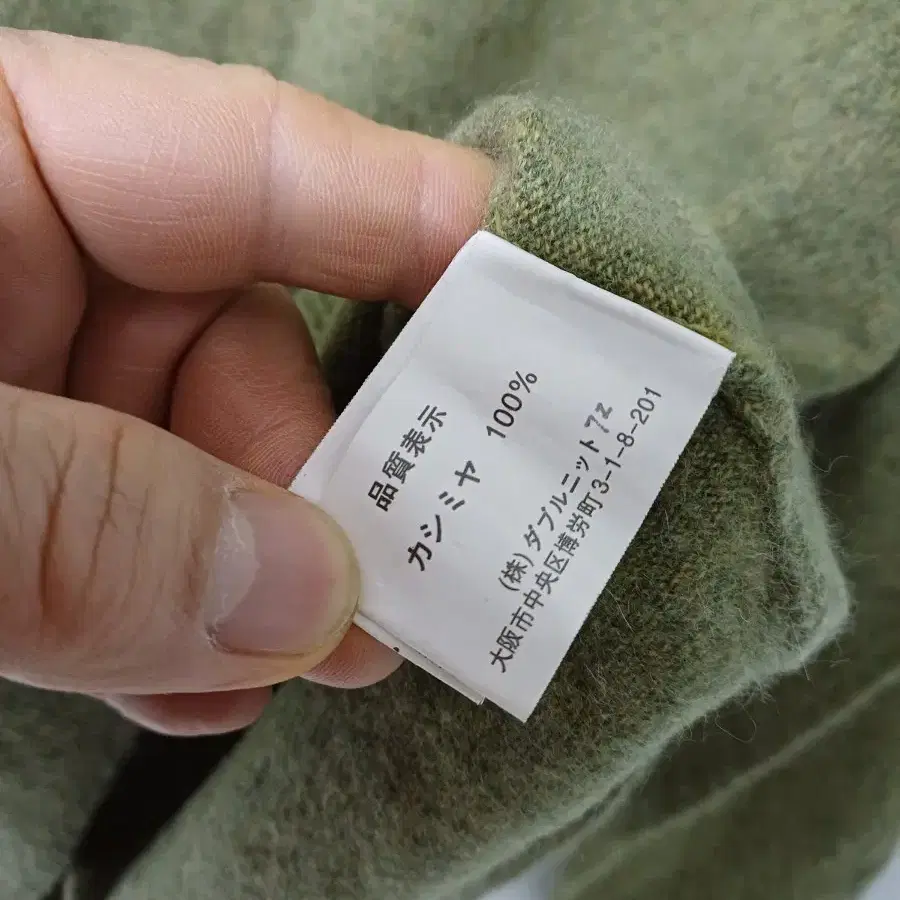 品質表示
カシミヤ 100%
(株)ダブルニット7Z
大阪市中央区博労町3-1-8-201